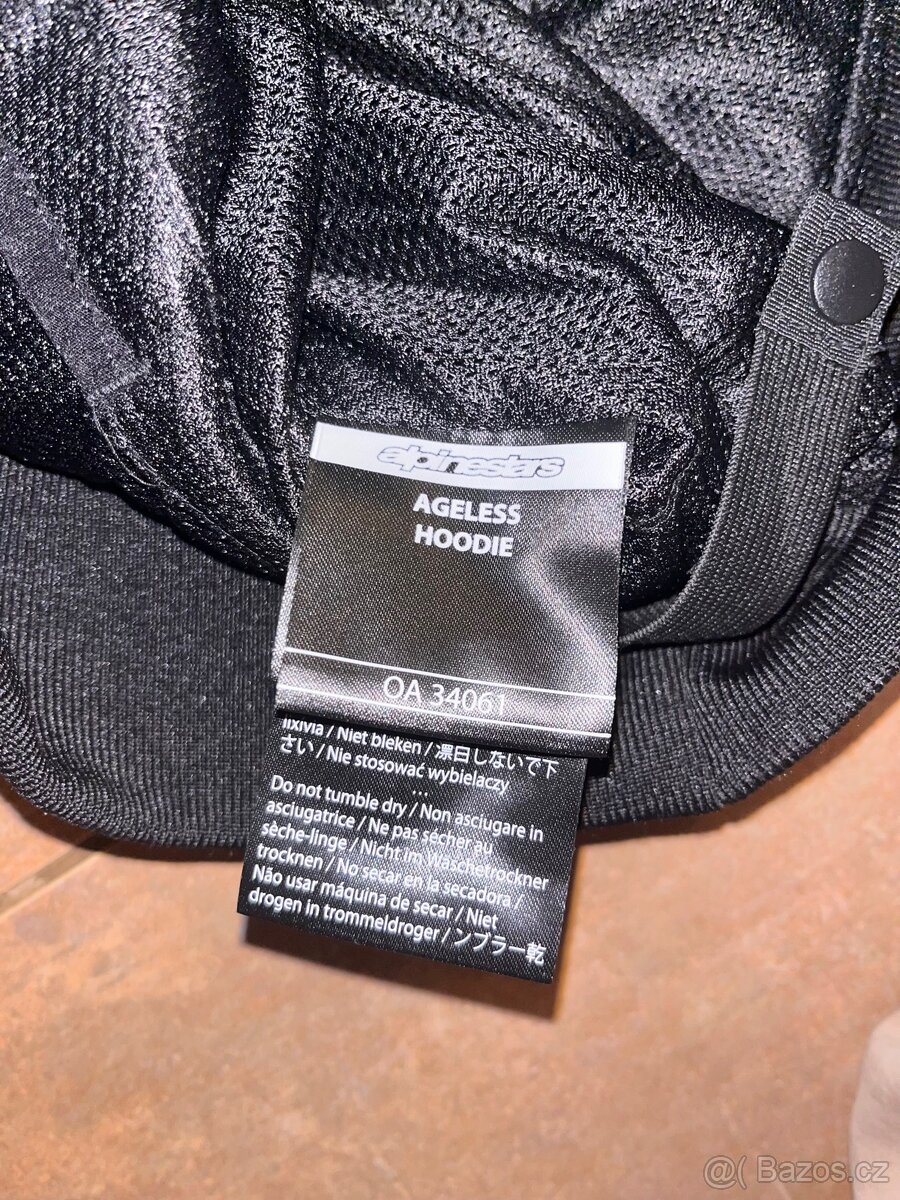 alpinestars
AGELESS
HOODIE
OA 34061
lixivia / Niet bleken / 漂白しないで下
さい / Nie stosować wybielaczy
...
Do not tumble dry / Non asciugare in
asciugatrice / Ne pas sécher au
sèche-linge / Nicht im Waschetrockner
trocknen / No secar en la secadora /
Não usar máquina de secar / Niet
drogen in trommeldroger / ンブラー乾
@( Bazos.cz